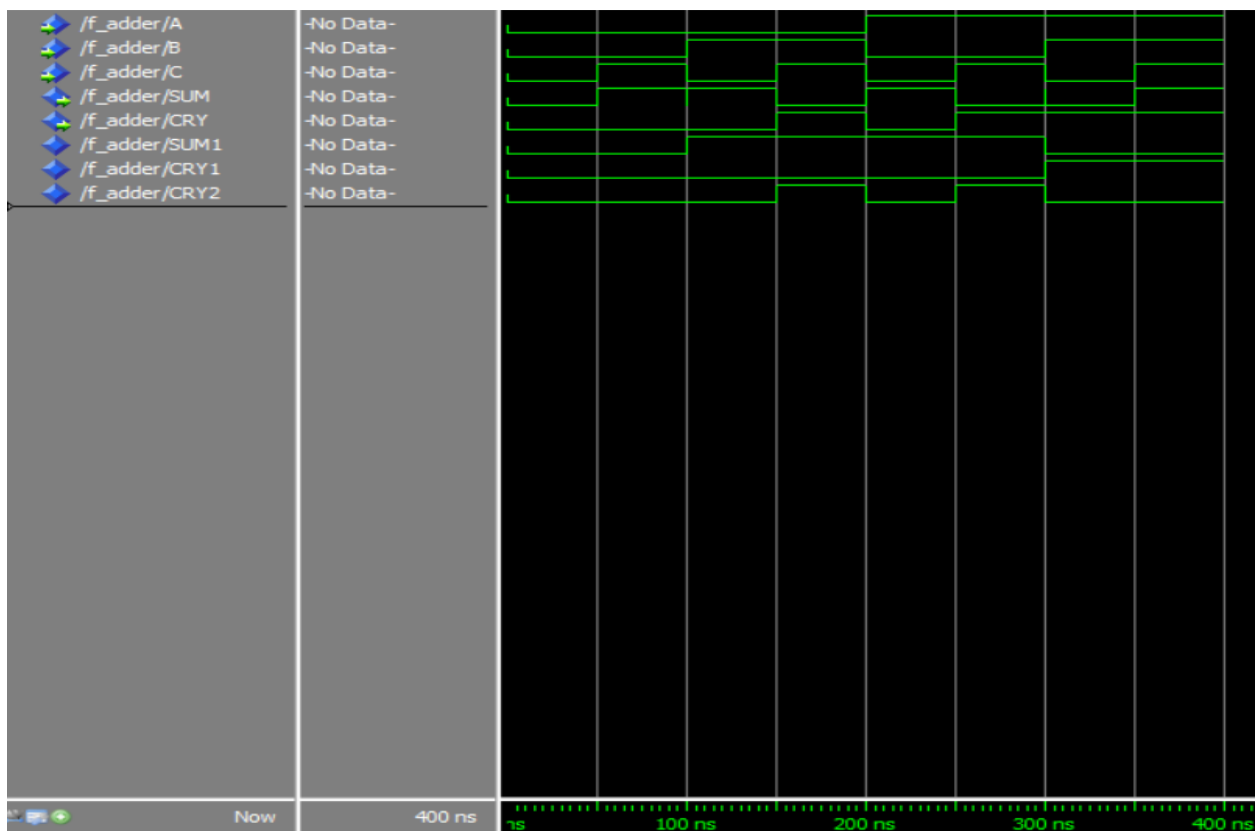 /f_adder/A -No Data-
/f_adder/B -No Data-
/f_adder/C -No Data-
/f_adder/SUM -No Data-
/f_adder/CRY -No Data-
/f_adder/SUM1 -No Data-
/f_adder/CRY1 -No Data-
/f_adder/CRY2 -No Data-
Now 400 ns ns 100 ns 200 ns 300 ns 400 ns